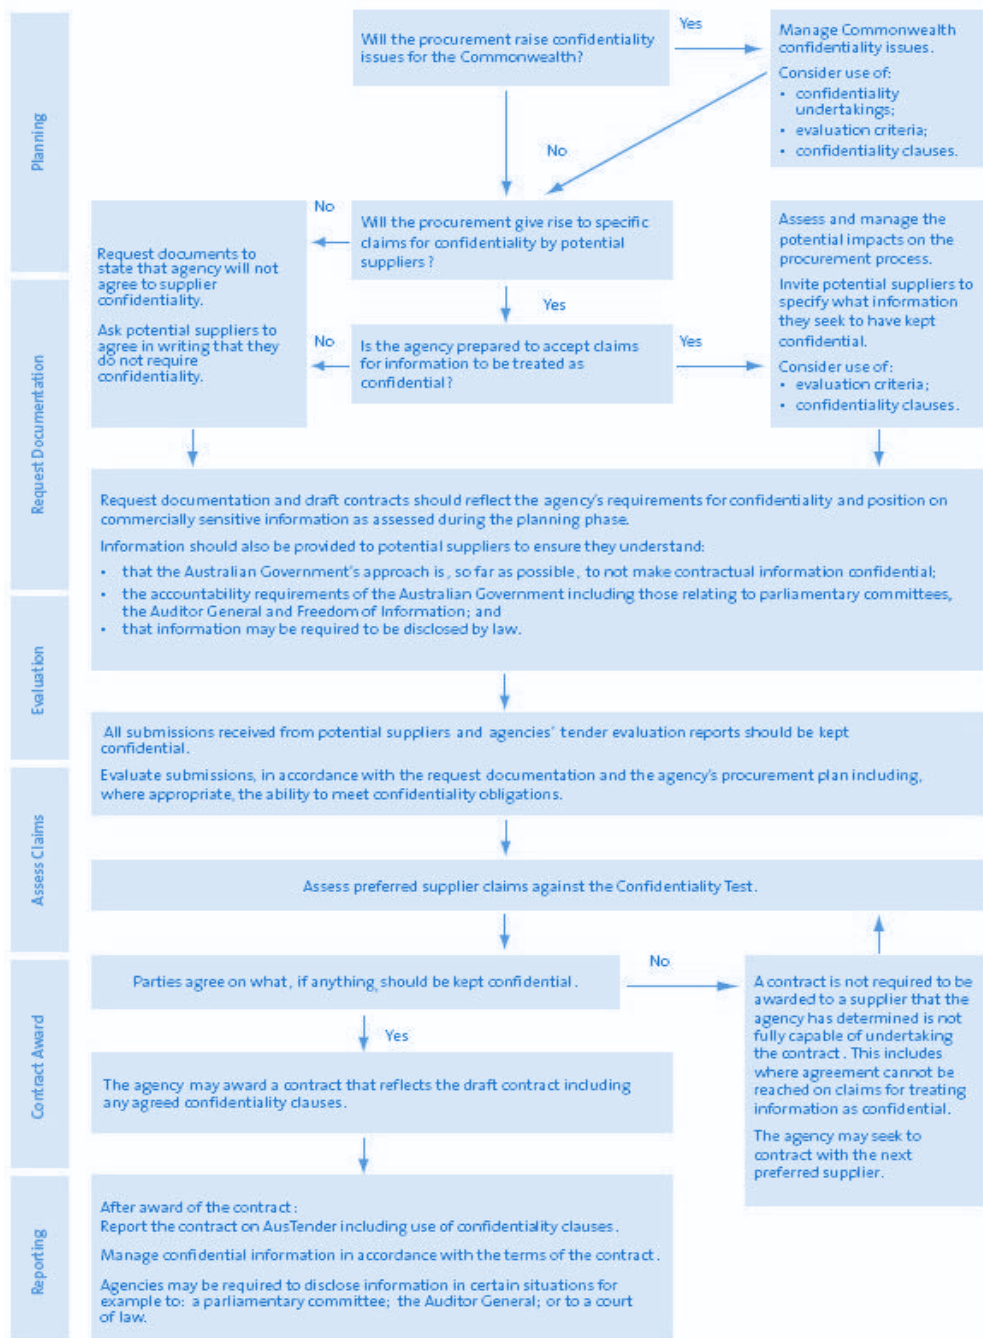 Planning
Request Documentation
Evaluation
Assess Claims
Contract Award
Reporting
Will the procurement raise confidentiality
issues for the Commonwealth?
Yes
Manage Commonwealth
confidentiality issues.
Consider use of:
• confidentiality
undertakings;
• evaluation criteria;
• confidentiality clauses.
No
Will the procurement give rise to specific
claims for confidentiality by potential
suppliers?
No
Request documents to
state that agency will not
agree to supplier
confidentiality.
Ask potential suppliers to
agree in writing that they
do not require
confidentiality.
Yes
Is the agency prepared to accept claims
for information to be treated as
confidential?
No
Yes
Assess and manage the
potential impacts on the
procurement process.
Invite potential suppliers to
specify what information
they seek to have kept
confidential.
Consider use of:
• evaluation criteria;
• confidentiality clauses.
Request documentation and draft contracts should reflect the agency's requirements for confidentiality and position on
commercially sensitive information as assessed during the planning phase.
Information should also be provided to potential suppliers to ensure they understand:
• that the Australian Government's approach is, so far as possible, to not make contractual information confidential;
• the accountability requirements of the Australian Government including those relating to parliamentary committees,
the Auditor General and Freedom of Information; and
• that information may be required to be disclosed by law.
All submissions received from potential suppliers and agencies' tender evaluation reports should be kept
confidential.
Evaluate submissions, in accordance with the request documentation and the agency's procurement plan including,
where appropriate, the ability to meet confidentiality obligations.
Assess preferred supplier claims against the Confidentiality Test.
Parties agree on what, if anything, should be kept confidential.
No
A contract is not required to be
awarded to a supplier that the
agency has determined is not
fully capable of undertaking
the contract. This includes
where agreement cannot be
reached on claims for treating
information as confidential.
The agency may seek to
contract with the next
preferred supplier.
Yes
The agency may award a contract that reflects the draft contract including
any agreed confidentiality clauses.
After award of the contract:
Report the contract on AusTender including use of confidentiality clauses.
Manage confidential information in accordance with the terms of the contract.
Agencies may be required to disclose information in certain situations for
example to: a parliamentary committee; the Auditor General; or to a court
of law.